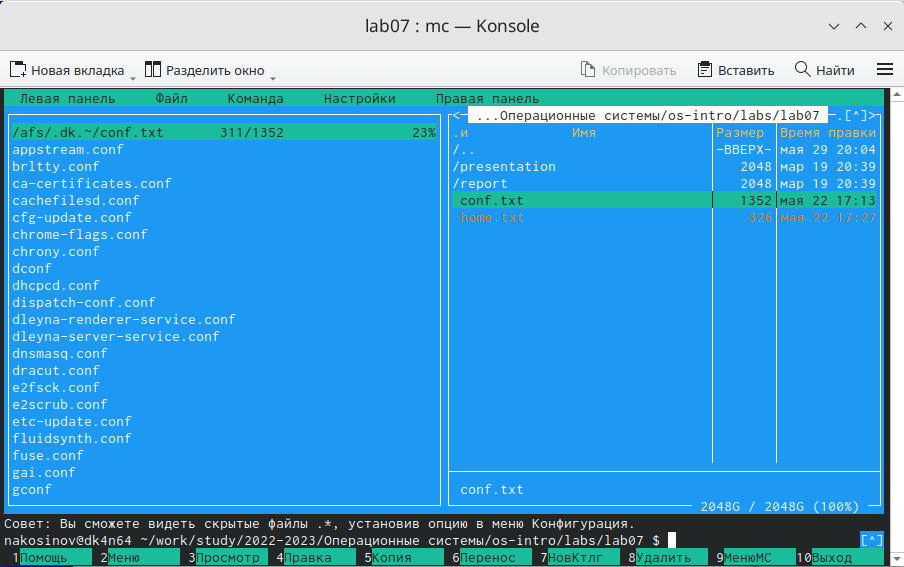 lab07 : mc — Konsole
Новая вкладка Разделить окно Копировать Вставить Найти
Левая панель Файл Команда Настройки Правая панель
/afs/.dk.~/conf.txt 311/1352 23%
appstream.conf
brltty.conf
ca-certificates.conf
cachefilesd.conf
cfg-update.conf
chrome-flags.conf
chrony.conf
dconf
dhcpcd.conf
dispatch-conf.conf
dleyna-renderer-service.conf
dleyna-server-service.conf
dnsmasq.conf
dracut.conf
e2fsck.conf
e2scrub.conf
etc-update.conf
fluidsynth.conf
fuse.conf
gai.conf
gconf
<- ...Операционные системы/os-intro/labs/lab07 -.[^]>
.и Имя Размер Время правки
/.. -ВВЕРХ- мая 29 20:04
/presentation 2048 мар 19 20:39
/report 2048 мар 19 20:39
conf.txt 1352 мая 22 17:13
home.txt 326 мая 22 17:27
conf.txt
2048G / 2048G (100%)
Совет: Вы сможете видеть скрытые файлы .*, установив опцию в меню Конфигурация.
nakosinov@dk4n64 ~/work/study/2022-2023/Операционные системы/os-intro/labs/lab07 $ [^]
1Помощь 2Меню 3Просмотр 4Правка 5Копия 6Перенос 7НовКтлг 8Удалить 9МенюМС 10Выход